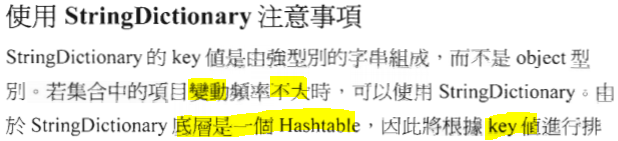 使用 StringDictionary 注意事項
StringDictionary 的 key 值是由強型別的字串組成，而不是 object 型
別。若集合中的項目變動頻率不大時，可以使用 StringDictionary。由
於 StringDictionary 底層是一個 Hashtable，因此將根據 key 值進行排